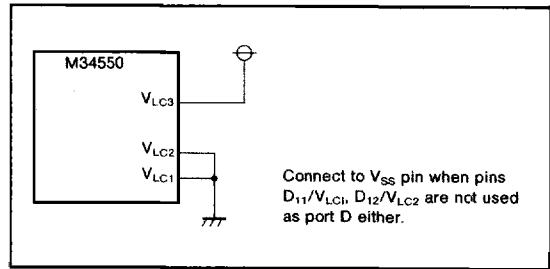 M34550
VLC3
VLC2
VLC1
Connect to VSS pin when pins
D11/VLCI, D12/VLC2 are not used
as port D either.